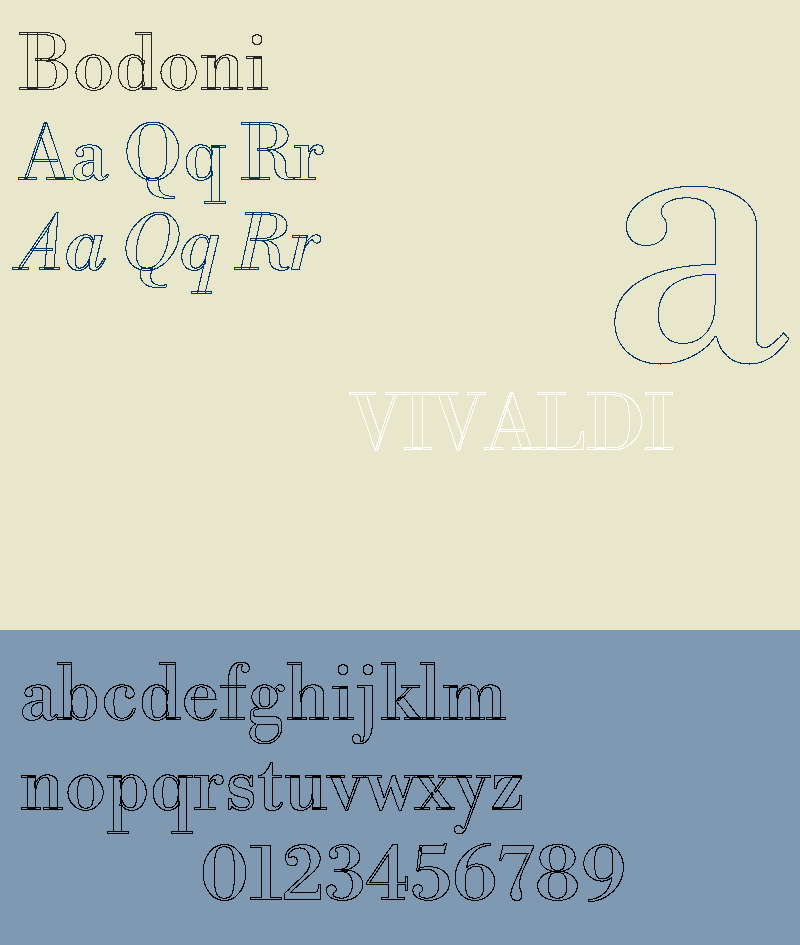 Bodoni
Aa Qq Rr
Aa Qq Rr
a
VIVALDI
abcdefghijklm
nopqrstuvwxyz
0123456789